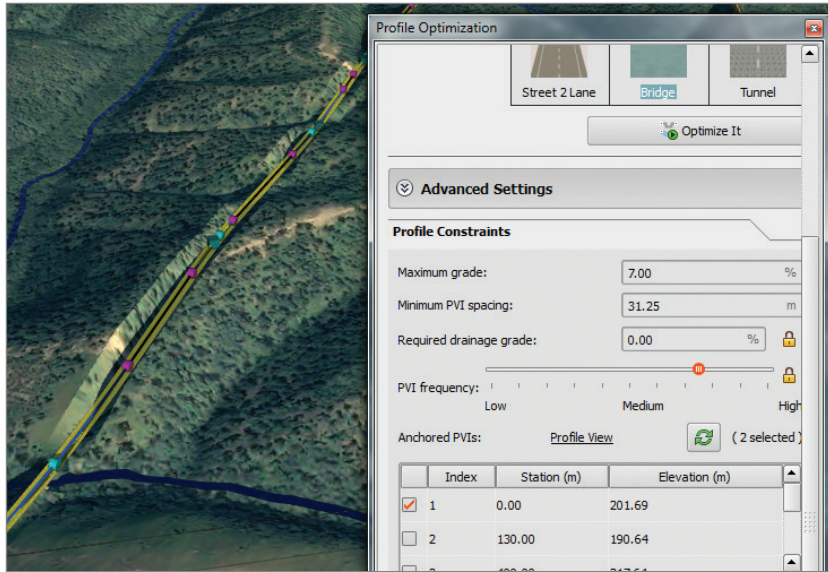 Profile Optimization
Street 2 Lane Bridge Tunnel
Optimize It
Advanced Settings
Profile Constraints
Maximum grade: 7.00 %
Minimum PVI spacing: 31.25 m
Required drainage grade: 0.00 %
PVI frequency:
Low Medium High
Anchored PVIs: Profile View ( 2 selected )
Index Station (m) Elevation (m)
1 0.00 201.69
2 130.00 190.64